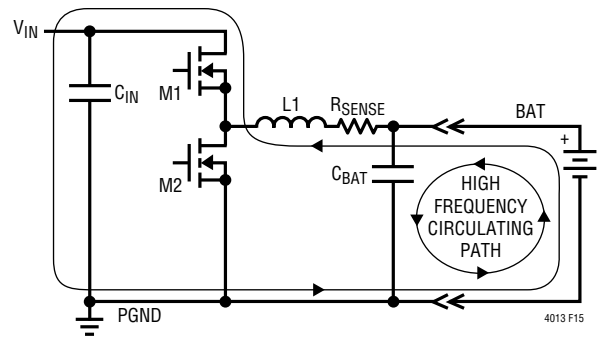 VIN
CIN
M1
M2
L1
RSENSE
CBAT
BAT
+
HIGH
FREQUENCY
CIRCULATING
PATH
PGND
4013 F15